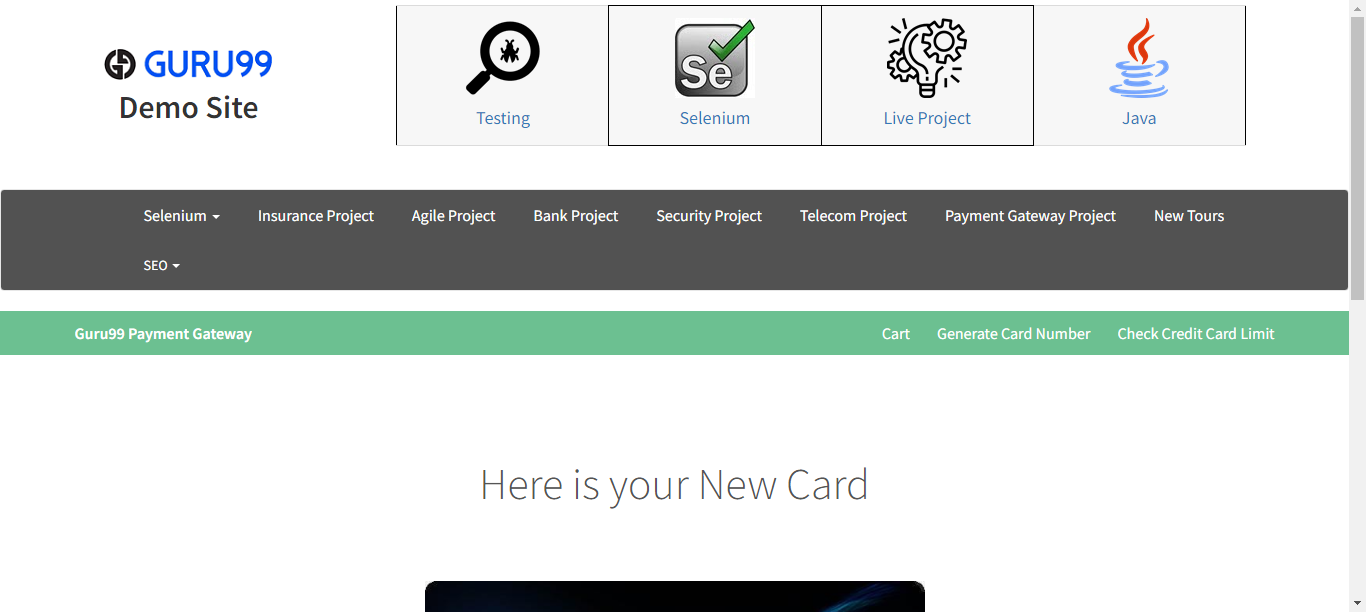 GURU99
Demo Site
Se
Testing
Selenium
Live Project
Java
Selenium
Insurance Project
Agile Project
Bank Project
Security Project
Telecom Project
Payment Gateway Project
New Tours
SEO
Guru99 Payment Gateway
Cart
Generate Card Number
Check Credit Card Limit
Here is your New Card